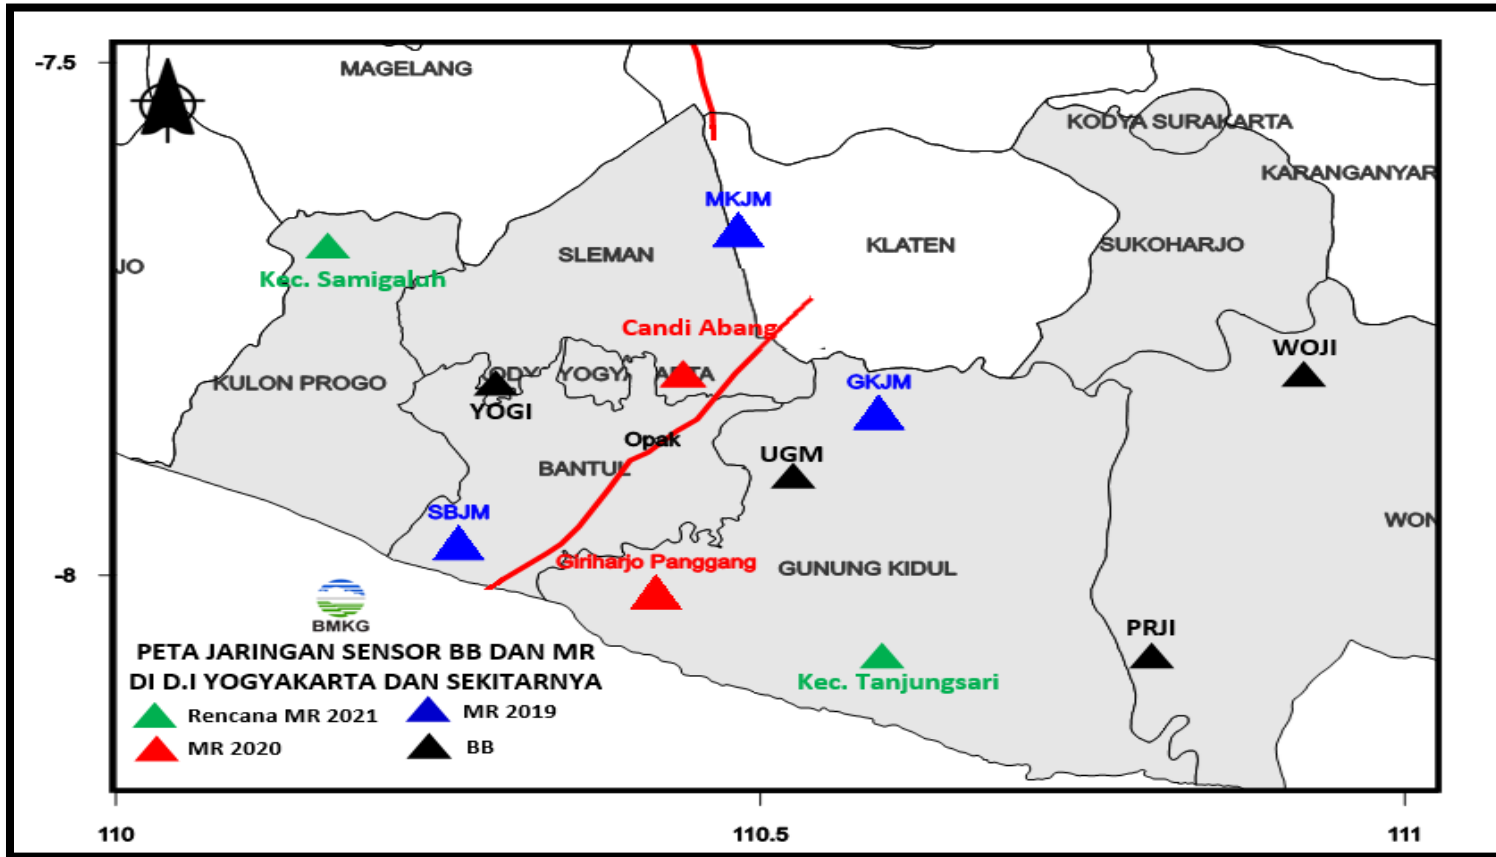 -7.5
MAGELANG
KODYA SURAKARTA
KARANGANYAR
MKJM
SLEMAN
KLATEN
SUKOHARJO
JO
Kec. Samigaluh
Candi Abang
WOJI
KULON PROGO
YOGI
GKJM
Opak
UGM
BANTUL
SBJM
WON
Giriharjo Panggang
GUNUNG KIDUL
-8
BMKG
PRJI
PETA JARINGAN SENSOR BB DAN MR
DI D.I YOGYAKARTA DAN SEKITARNYA
Kec. Tanjungsari
Rencana MR 2021
MR 2019
MR 2020
BB
110
110.5
111